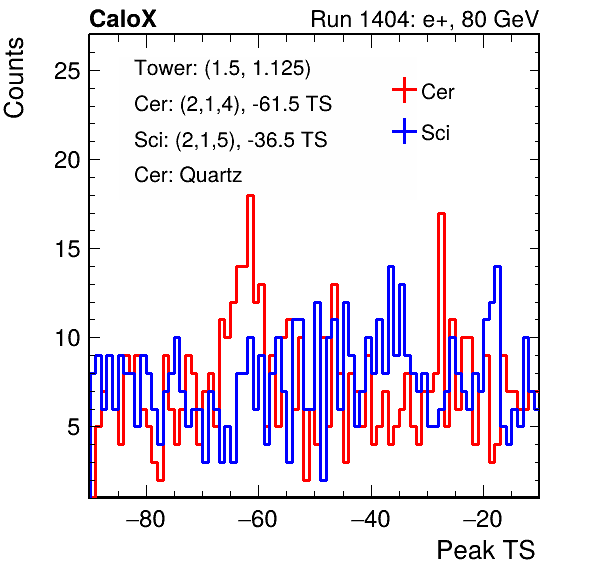 CaloX
Run 1404: e+, 80 GeV
Counts
Tower: (1.5, 1.125)
Cer: (2,1,4), -61.5 TS
Sci: (2,1,5), -36.5 TS
Cer: Quartz
Cer
Sci
25
20
15
10
5
−80
−60
−40
−20
Peak TS